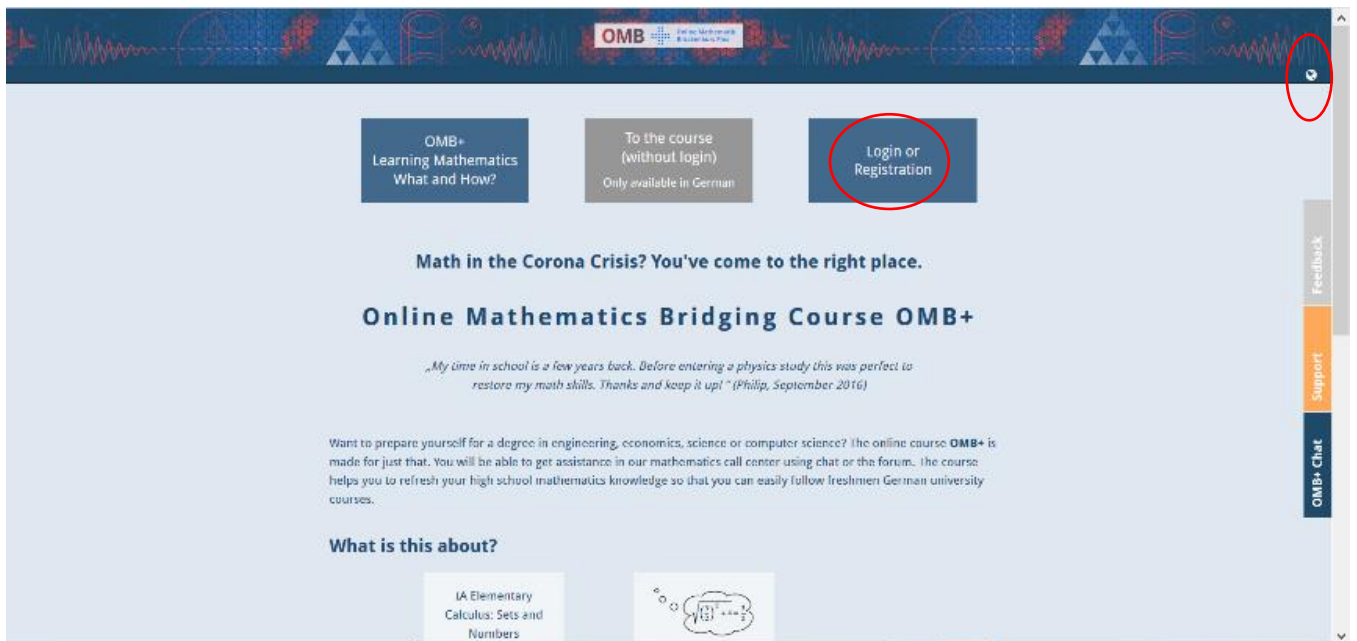 OMB+
Online Mathematik
Brückenkurs Plus
OMB+
Learning Mathematics
What and How?
To the course
(without login)
Only available in German
Login or
Registration
Feedback
Support
OMB+ Chat
Math in the Corona Crisis? You've come to the right place.
Online Mathematics Bridging Course OMB+
„My time in school is a few years back. Before entering a physics study this was perfect to
restore my math skills. Thanks and keep it up! " (Philip, September 2016)
Want to prepare yourself for a degree in engineering, economics, science or computer science? The online course OMB+ is
made for just that. You will be able to get assistance in our mathematics call center using chat or the forum. The course
helps you to refresh your high school mathematics knowledge so that you can easily follow freshmen German university
courses.
What is this about?
IA Elementary
Calculus: Sets and
Numbers